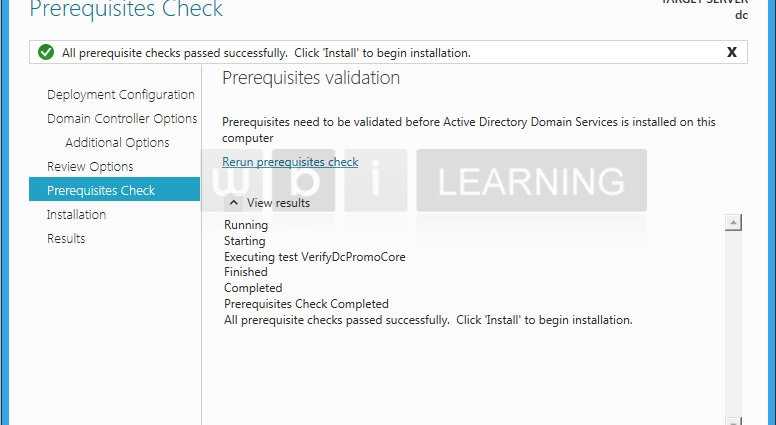 Prerequisites Check
TARGET SERVER
dc
All prerequisite checks passed successfully.  Click 'Install' to begin installation.
X
Deployment Configuration
Domain Controller Options
Additional Options
Review Options
Prerequisites Check
Installation
Results
Prerequisites validation
Prerequisites need to be validated before Active Directory Domain Services is installed on this
computer
Rerun prerequisites check
wbi LEARNING
View results
Running
Starting
Executing test VerifyDcPromoCore
Finished
Completed
Prerequisites Check Completed
All prerequisite checks passed successfully.  Click 'Install' to begin installation.